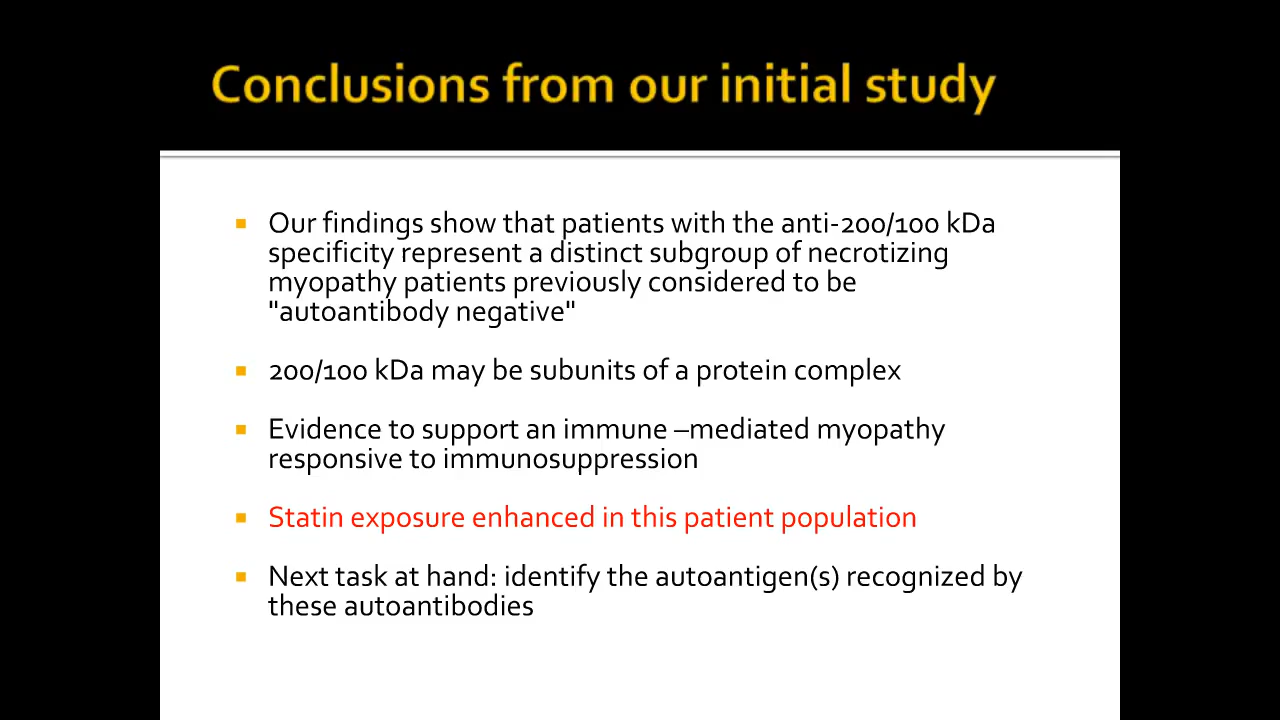 Conclusions from our initial study
Our findings show that patients with the anti-200/100 kDa
specificity represent a distinct subgroup of necrotizing
myopathy patients previously considered to be
"autoantibody negative"
200/100 kDa may be subunits of a protein complex
Evidence to support an immune –mediated myopathy
responsive to immunosuppression
Statin exposure enhanced in this patient population
Next task at hand: identify the autoantigen(s) recognized by
these autoantibodies